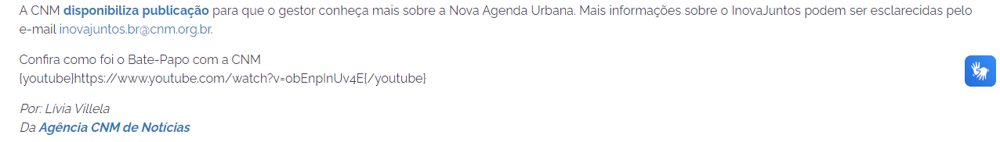 A CNM disponibiliza publicação para que o gestor conheça mais sobre a Nova Agenda Urbana. Mais informações sobre o InovaJuntos podem ser esclarecidas pelo
e-mail inovajuntos.br@cnm.org.br.
Confira como foi o Bate-Papo com a CNM
{youtube}https://www.youtube.com/watch?v=0bEnpInUv4E{/youtube}
Por: Lívia Villela
Da Agência CNM de Notícias